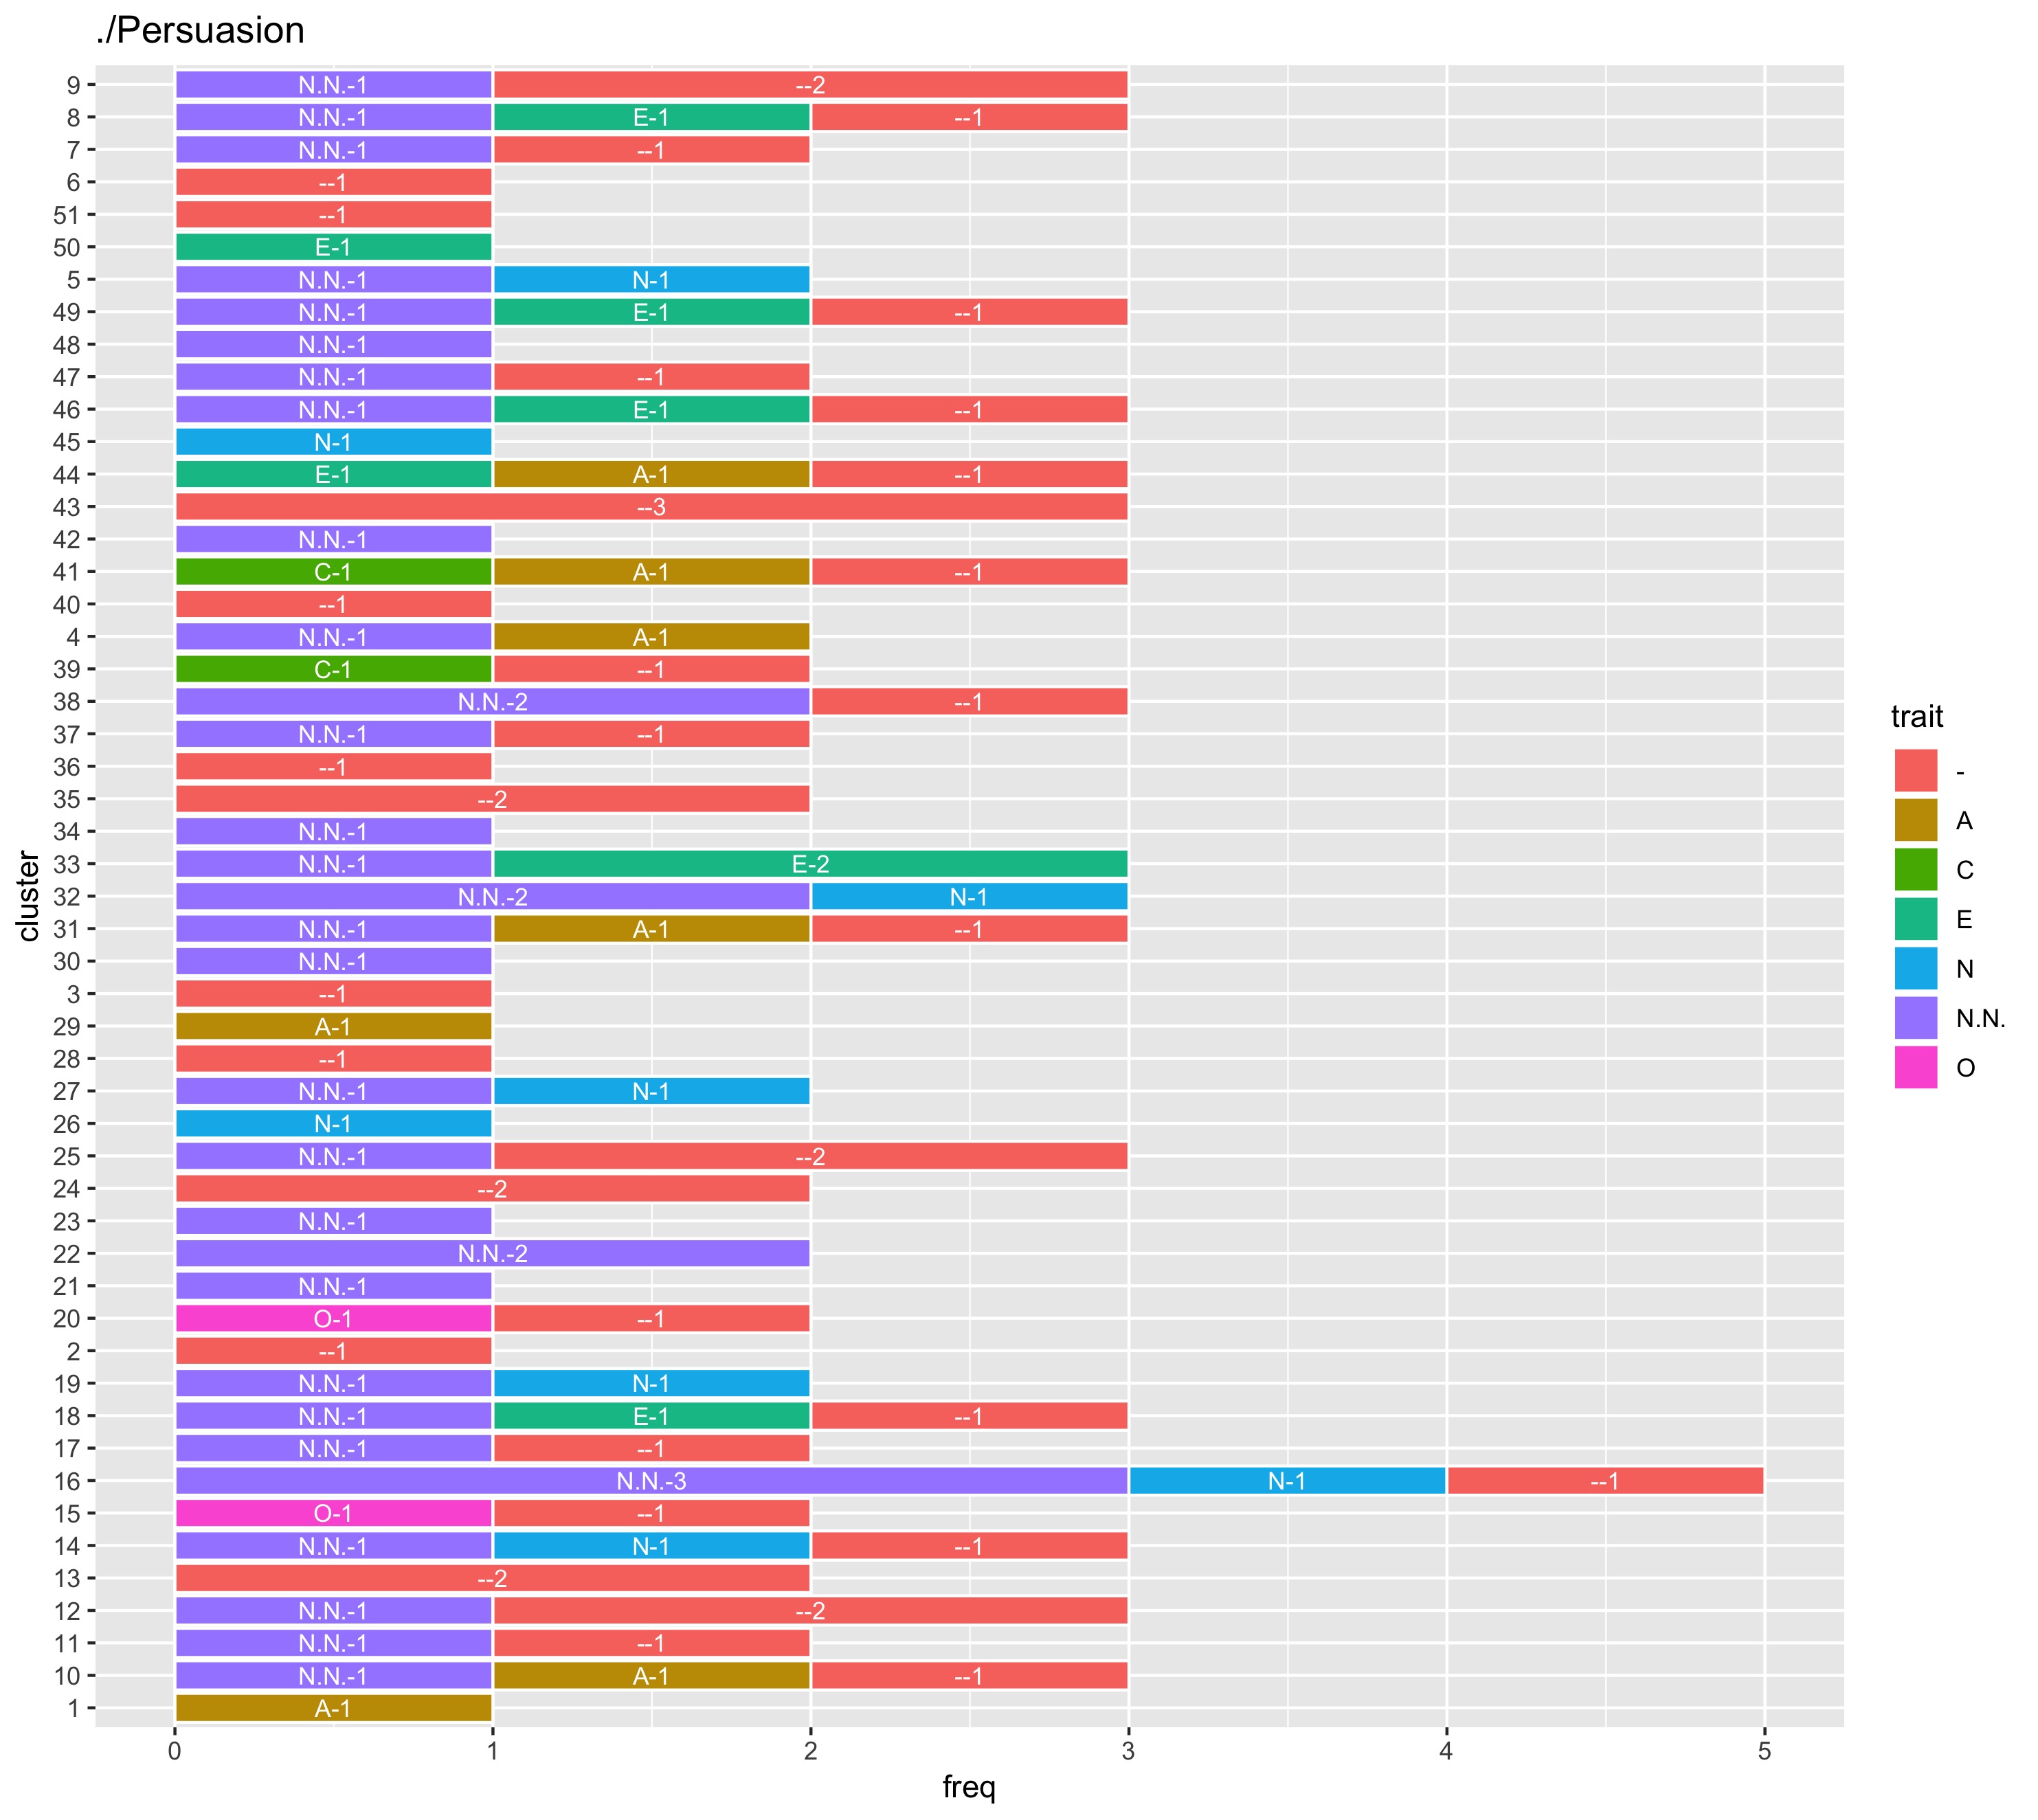 ./Persuasion
9 N.N.-1 --2
8 N.N.-1 E-1 --1
7 N.N.-1 --1
6 --1
51 --1
50 E-1
5 N.N.-1 N-1
49 N.N.-1 E-1 --1
48 N.N.-1
47 N.N.-1 --1
46 N.N.-1 E-1 --1
45 N-1
44 E-1 A-1 --1
43 --3
42 N.N.-1
41 C-1 A-1 --1
40 --1
4 N.N.-1 A-1
39 C-1 --1
38 N.N.-2 --1
37 N.N.-1 --1
36 --1
35 --2
34 N.N.-1
33 N.N.-1 E-2
32 N.N.-2 N-1
31 N.N.-1 A-1 --1
30 N.N.-1
3 --1
29 A-1
28 --1
27 N.N.-1 N-1
26 N-1
25 N.N.-1 --2
24 --2
23 N.N.-1
22 N.N.-2
21 N.N.-1
20 O-1 --1
2 --1
19 N.N.-1 N-1
18 N.N.-1 E-1 --1
17 N.N.-1 --1
16 N.N.-3 N-1 --1
15 O-1 --1
14 N.N.-1 N-1 --1
13 --2
12 N.N.-1 --2
11 N.N.-1 --1
10 N.N.-1 A-1 --1
1 A-1
0 1 2 3 4 5
freq
cluster
trait
-
A
C
E
N
N.N.
O